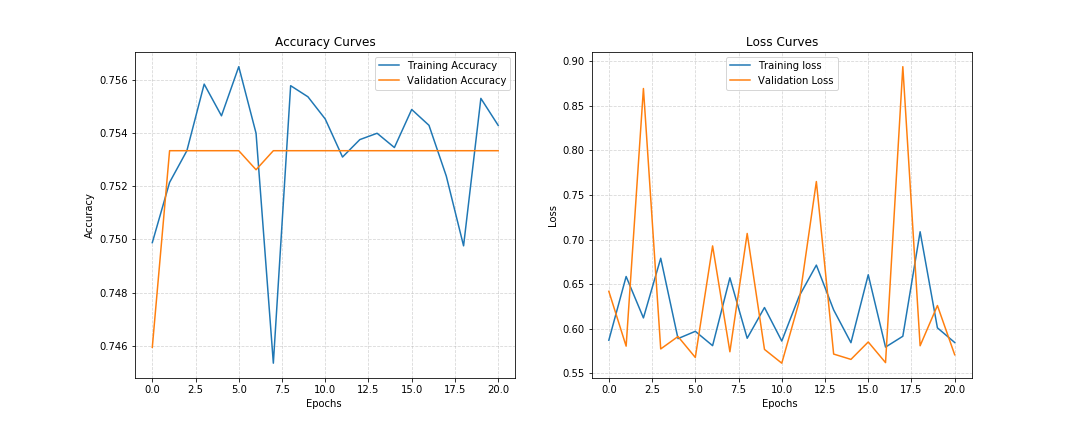 Accuracy Curves
Training Accuracy
Validation Accuracy
0.756
0.754
0.752
0.750
0.748
0.746
Accuracy
0.0 2.5 5.0 7.5 10.0 12.5 15.0 17.5 20.0
Epochs
Loss Curves
Training loss
Validation Loss
0.90
0.85
0.80
0.75
0.70
0.65
0.60
0.55
Loss
0.0 2.5 5.0 7.5 10.0 12.5 15.0 17.5 20.0
Epochs